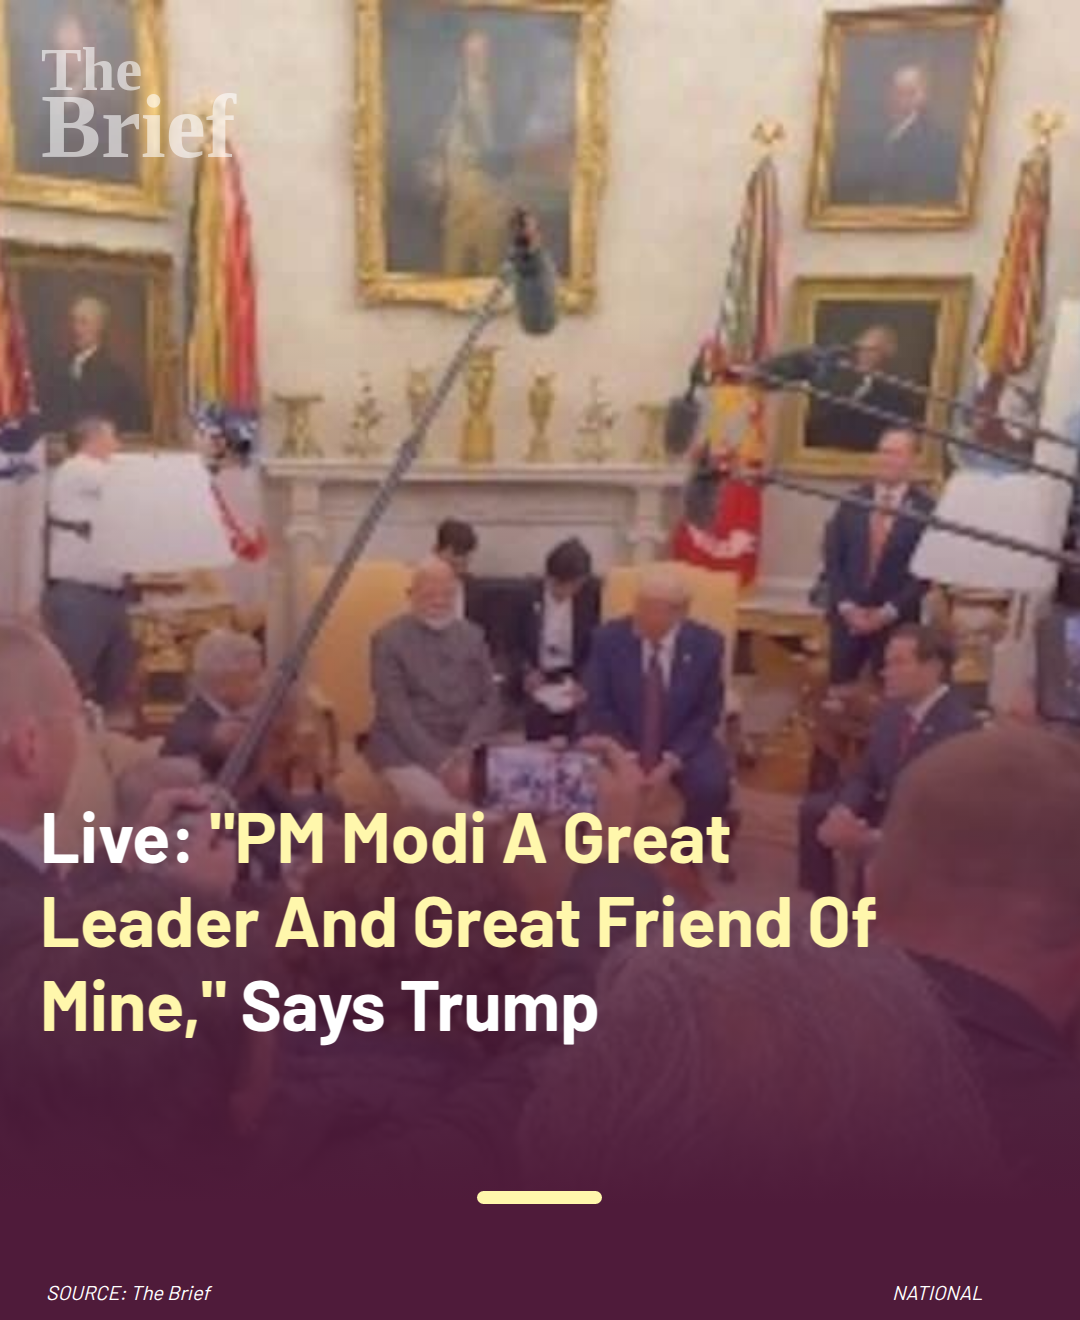 The
Brief
Live: "PM Modi A Great
Leader And Great Friend Of
Mine," Says Trump
SOURCE: The Brief
NATIONAL